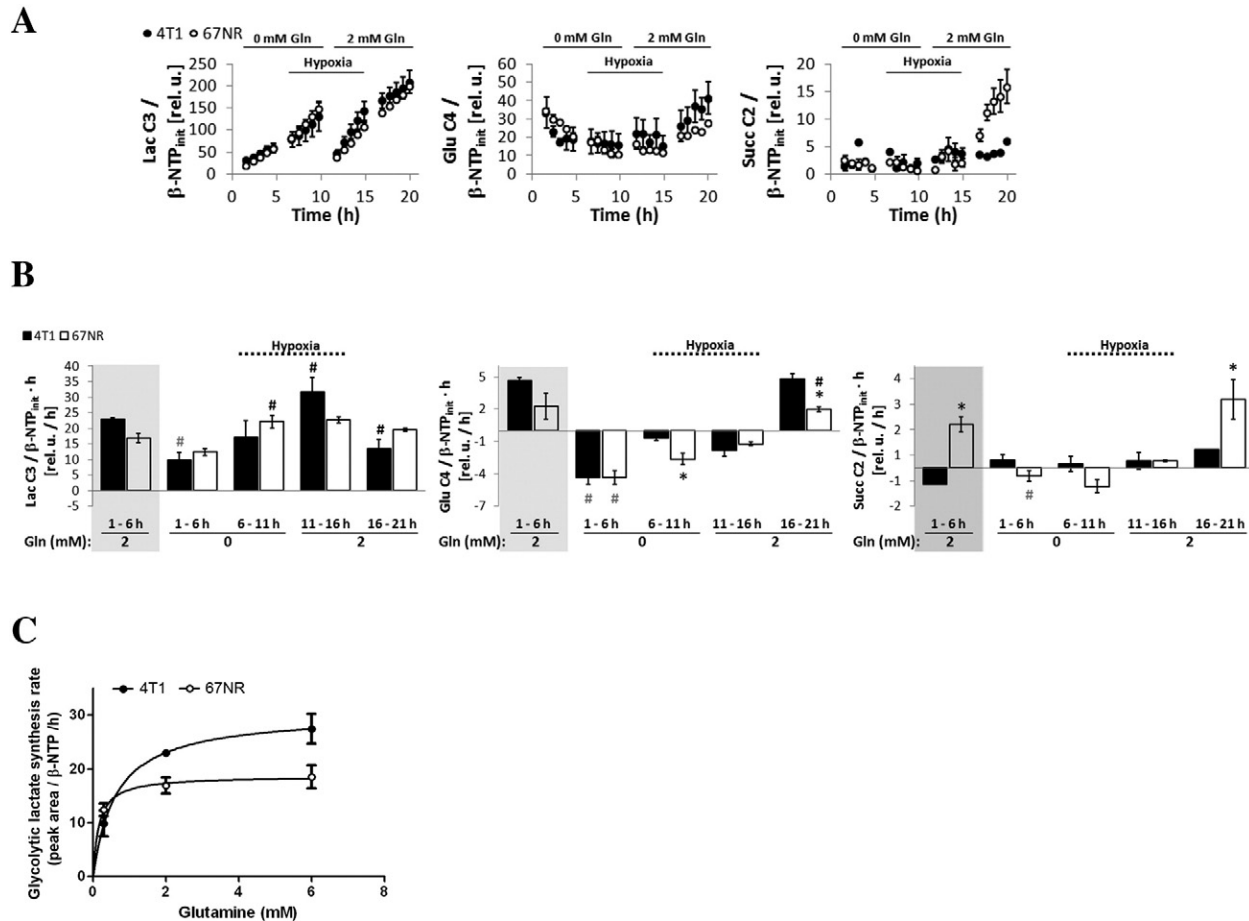 A
4T1 67NR
0 mM Gln 2 mM Gln
Hypoxia
Lac C3 /
β-NTPinit [rel. u.]
250
200
150
100
50
0
0 5 10 15 20
Time (h)
0 mM Gln 2 mM Gln
Hypoxia
Glu C4 /
β-NTPinit [rel. u.]
60
50
40
30
20
10
0
0 5 10 15 20
Time (h)
0 mM Gln 2 mM Gln
Hypoxia
Succ C2 /
β-NTPinit [rel. u.]
20
15
10
5
0
0 5 10 15 20
Time (h)
B
4T1 67NR
Hypoxia
Lac C3 / β-NTPinit · h
[rel. u. / h]
40
35
30
25
20
15
10
5
0
-5
# # # #
1 - 6 h 1 - 6 h 6 - 11 h 11 - 16 h 16 - 21 h
Gln (mM): 2 0 2
Hypoxia
Glu C4 / β-NTPinit · h
[rel. u. / h]
5
2
-1
-4
-7
# # * # *
1 - 6 h 1 - 6 h 6 - 11 h 11 - 16 h 16 - 21 h
Gln (mM): 2 0 2
Hypoxia
Succ C2 / β-NTPinit · h
[rel. u. / h]
4
3
2
1
-1
-2
* # *
1 - 6 h 1 - 6 h 6 - 11 h 11 - 16 h 16 - 21 h
Gln (mM): 2 0 2
C
4T1 67NR
Glycolytic lactate synthesis rate
(peak area / β-NTP /h)
30
20
10
0
0 2 4 6 8
Glutamine (mM)